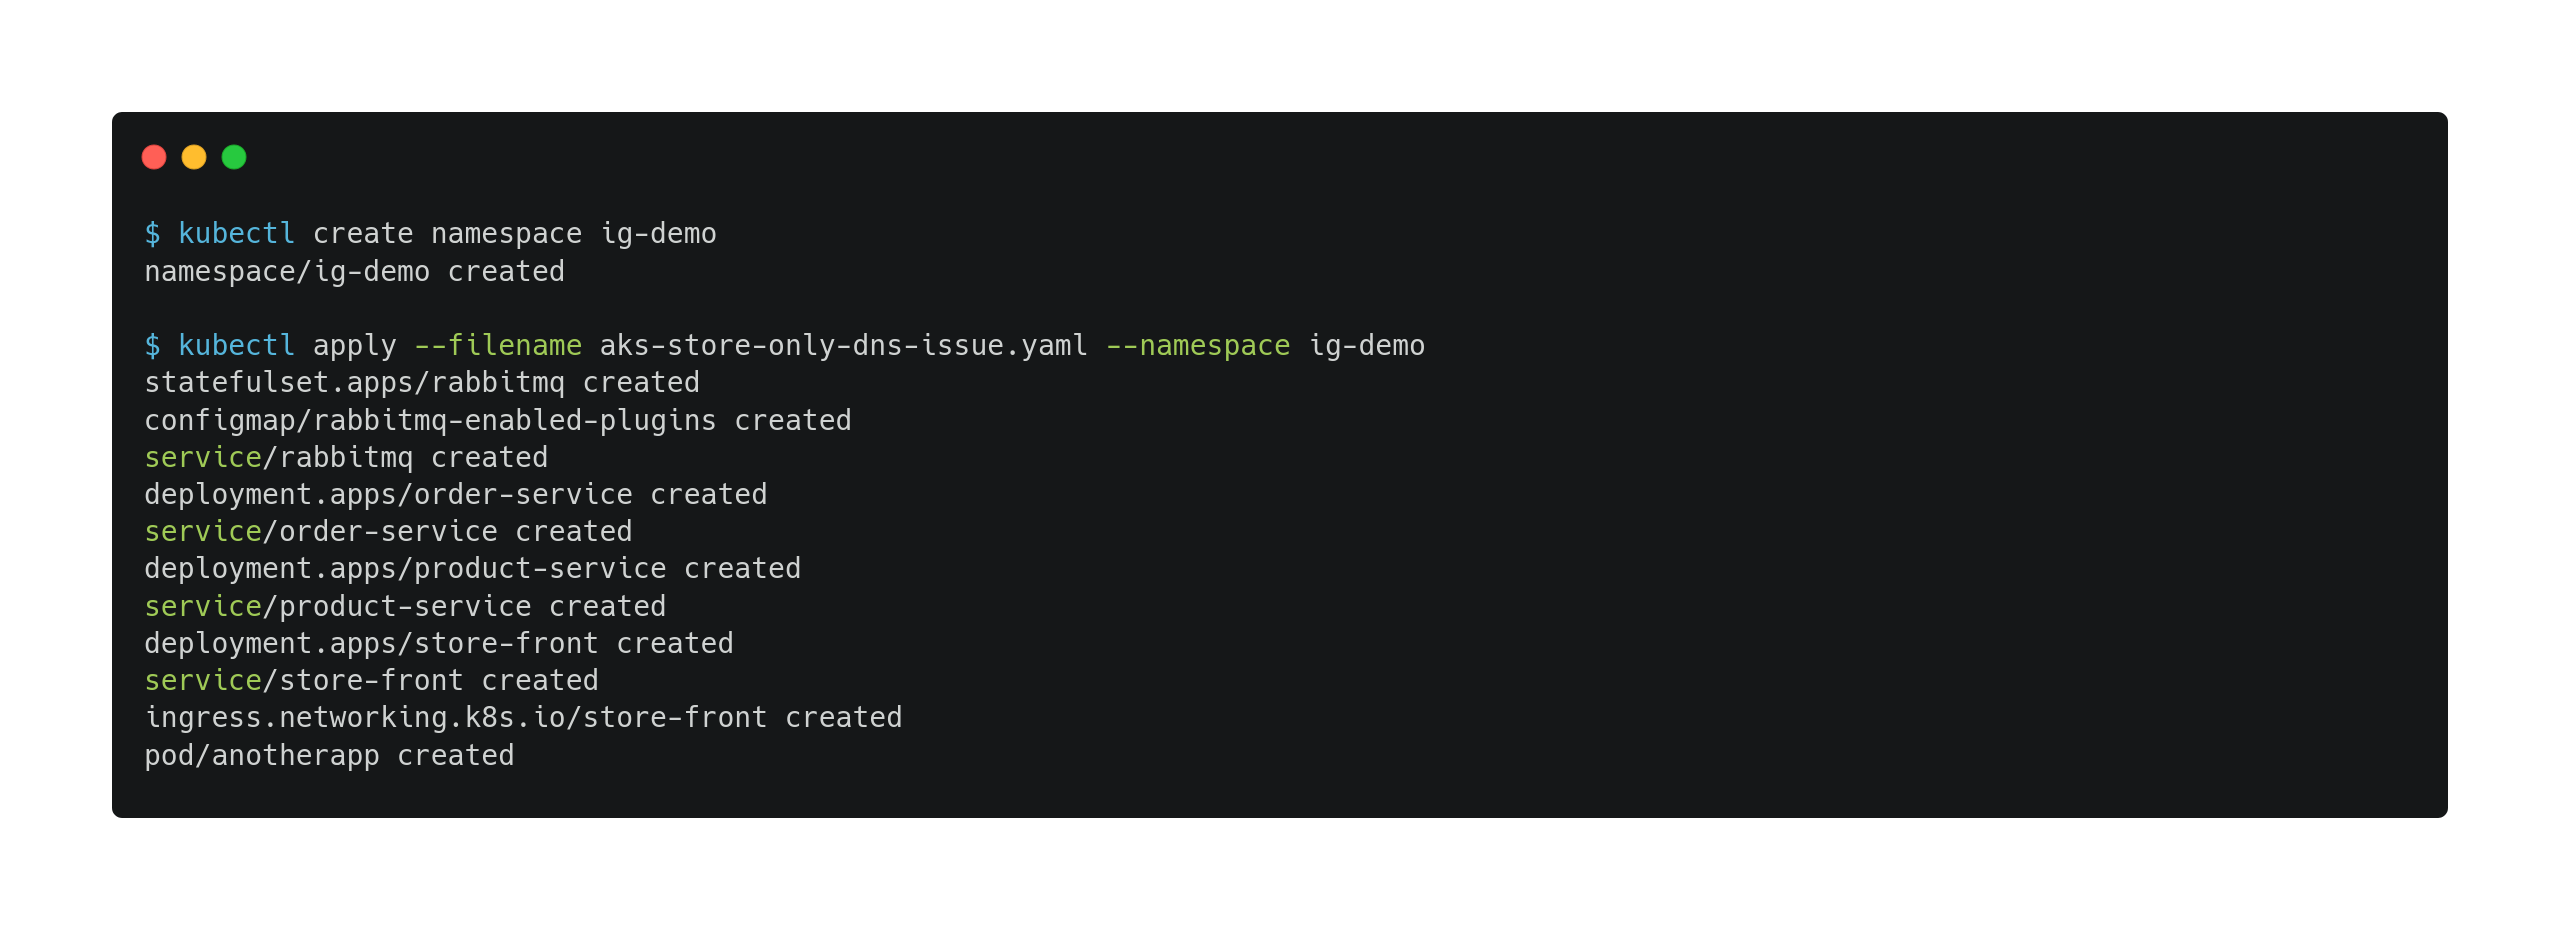 $ kubectl create namespace ig-demo
namespace/ig-demo created
$ kubectl apply --filename aks-store-only-dns-issue.yaml --namespace ig-demo
statefulset.apps/rabbitmq created
configmap/rabbitmq-enabled-plugins created
service/rabbitmq created
deployment.apps/order-service created
service/order-service created
deployment.apps/product-service created
service/product-service created
deployment.apps/store-front created
service/store-front created
ingress.networking.k8s.io/store-front created
pod/anotherapp created